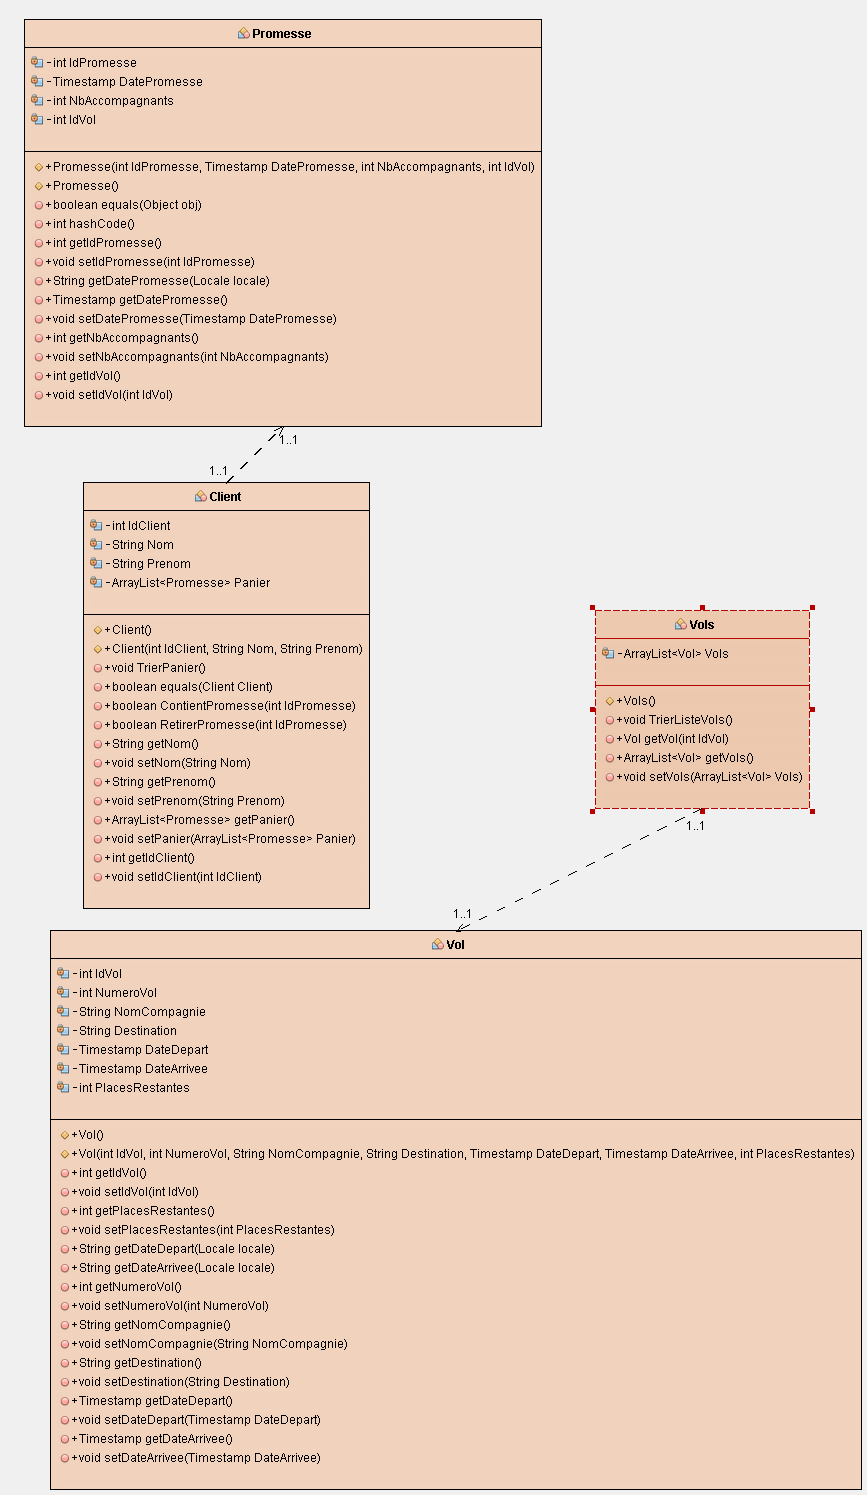 Promesse
-int IdPromesse
-Timestamp DatePromesse
-int NbAccompagnants
-int IdVol
+Promesse(int IdPromesse, Timestamp DatePromesse, int NbAccompagnants, int IdVol)
+Promesse()
+boolean equals(Object obj)
+int hashCode()
+int getIdPromesse()
+void setIdPromesse(int IdPromesse)
+String getDatePromesse(Locale locale)
+Timestamp getDatePromesse()
+void setDatePromesse(Timestamp DatePromesse)
+int getNbAccompagnants()
+void setNbAccompagnants(int NbAccompagnants)
+int getIdVol()
+void setIdVol(int IdVol)
1..1
1..1
Client
-int IdClient
-String Nom
-String Prenom
-ArrayList<Promesse> Panier
+Client()
+Client(int IdClient, String Nom, String Prenom)
+void TrierPanier()
+boolean equals(Client Client)
+boolean ContientPromesse(int IdPromesse)
+boolean RetirerPromesse(int IdPromesse)
+String getNom()
+void setNom(String Nom)
+String getPrenom()
+void setPrenom(String Prenom)
+ArrayList<Promesse> getPanier()
+void setPanier(ArrayList<Promesse> Panier)
+int getIdClient()
+void setIdClient(int IdClient)
Vols
-ArrayList<Vol> Vols
+Vols()
+void TrierListeVols()
+Vol getVol(int IdVol)
+ArrayList<Vol> getVols()
+void setVols(ArrayList<Vol> Vols)
1..1
1..1
Vol
-int IdVol
-int NumeroVol
-String NomCompagnie
-String Destination
-Timestamp DateDepart
-Timestamp DateArrivee
-int PlacesRestantes
+Vol()
+Vol(int IdVol, int NumeroVol, String NomCompagnie, String Destination, Timestamp DateDepart, Timestamp DateArrivee, int PlacesRestantes)
+int getIdVol()
+void setIdVol(int IdVol)
+int getPlacesRestantes()
+void setPlacesRestantes(int PlacesRestantes)
+String getDateDepart(Locale locale)
+String getDateArrivee(Locale locale)
+int getNumeroVol()
+void setNumeroVol(int NumeroVol)
+String getNomCompagnie()
+void setNomCompagnie(String NomCompagnie)
+String getDestination()
+void setDestination(String Destination)
+Timestamp getDateDepart()
+void setDateDepart(Timestamp DateDepart)
+Timestamp getDateArrivee()
+void setDateArrivee(Timestamp DateArrivee)